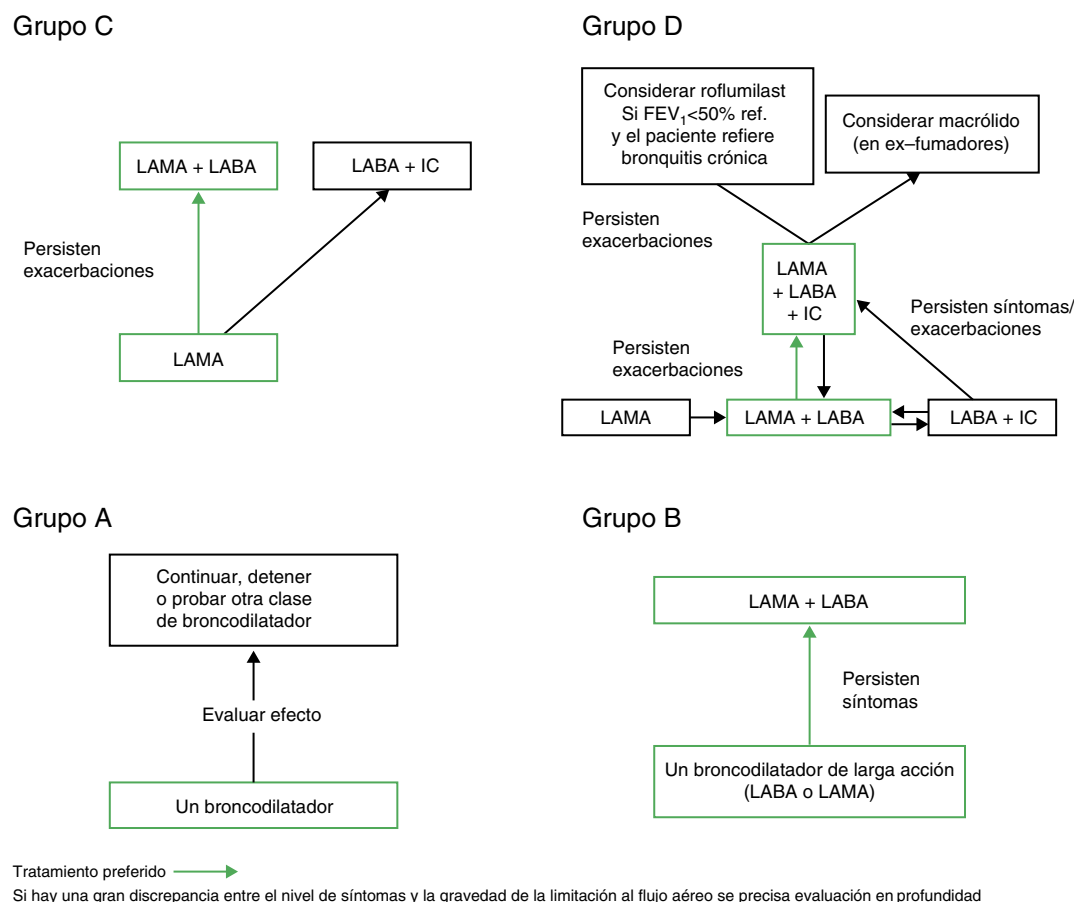 Grupo C
LAMA + LABA
LABA + IC
Persisten
exacerbaciones
LAMA
Grupo D
Considerar roflumilast
Si FEV₁<50% ref.
y el paciente refiere
bronquitis crónica
Considerar macrólido
(en ex–fumadores)
Persisten
exacerbaciones
LAMA
+ LABA
+ IC
Persisten síntomas/
exacerbaciones
Persisten
exacerbaciones
LAMA
LAMA + LABA
LABA + IC
Grupo A
Continuar, detener
o probar otra clase
de broncodilatador
Evaluar efecto
Un broncodilatador
Grupo B
LAMA + LABA
Persisten
síntomas
Un broncodilatador de larga acción
(LABA o LAMA)
Tratamiento preferido
Si hay una gran discrepancia entre el nivel de síntomas y la gravedad de la limitación al flujo aéreo se precisa evaluación en profundidad